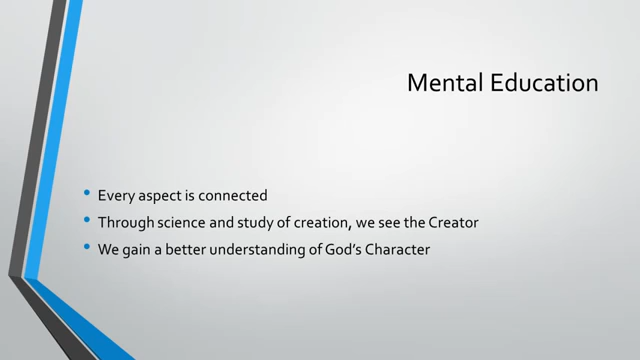 Mental Education
• Every aspect is connected
• Through science and study of creation, we see the Creator
• We gain a better understanding of God's Character